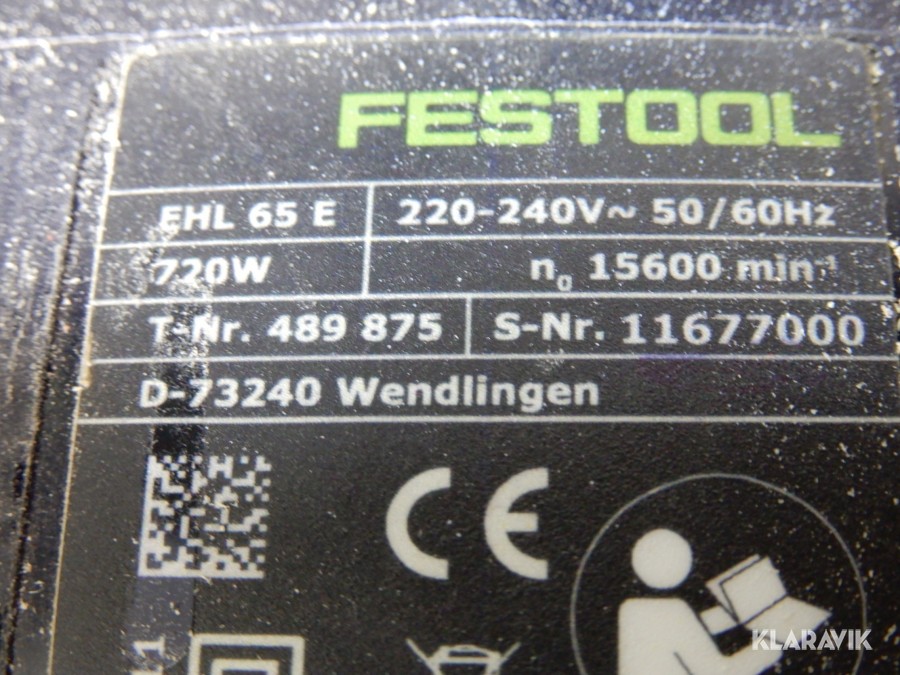 FESTOOL
EHL 65 E 220-240V~ 50/60Hz
720W n₀ 15600 min⁻¹
T-Nr. 489 875 S-Nr. 11677000
D-73240 Wendlingen
CE
KLARAVIK